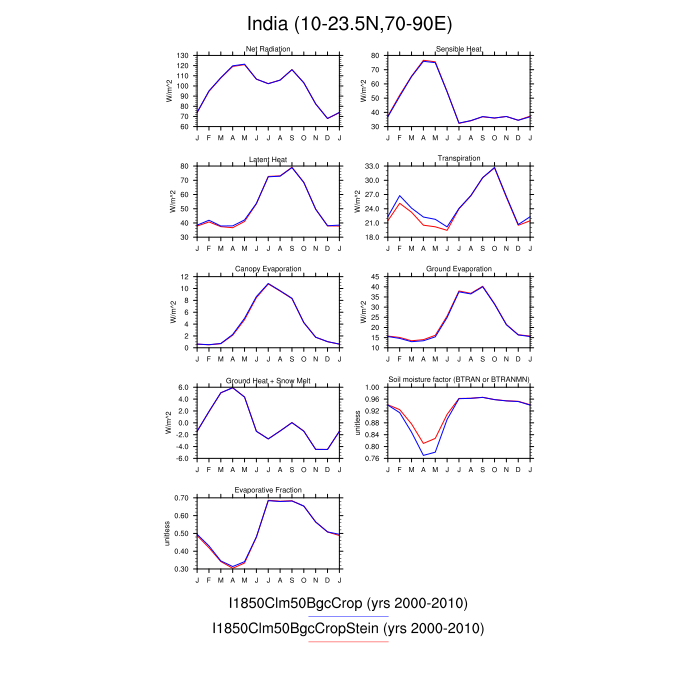 India (10-23.5N,70-90E)
Net Radiation
W/m^2
130
120
110
100
90
80
70
60
J F M A M J J A S O N D J
Sensible Heat
W/m^2
80
70
60
50
40
30
J F M A M J J A S O N D J
Latent Heat
W/m^2
80
70
60
50
40
30
J F M A M J J A S O N D J
Transpiration
W/m^2
33.0
30.0
27.0
24.0
21.0
18.0
J F M A M J J A S O N D J
Canopy Evaporation
W/m^2
12
10
8
6
4
2
0
J F M A M J J A S O N D J
Ground Evaporation
W/m^2
45
40
35
30
25
20
15
10
J F M A M J J A S O N D J
Ground Heat + Snow Melt
W/m^2
6.0
4.0
2.0
0.0
-2.0
-4.0
-6.0
J F M A M J J A S O N D J
Soil moisture factor (BTRAN or BTRANMN)
unitless
1.00
0.96
0.92
0.88
0.84
0.80
0.76
J F M A M J J A S O N D J
Evaporative Fraction
unitless
0.70
0.60
0.50
0.40
0.30
J F M A M J J A S O N D J
I1850Clm50BgcCrop (yrs 2000-2010)
I1850Clm50BgcCropStein (yrs 2000-2010)